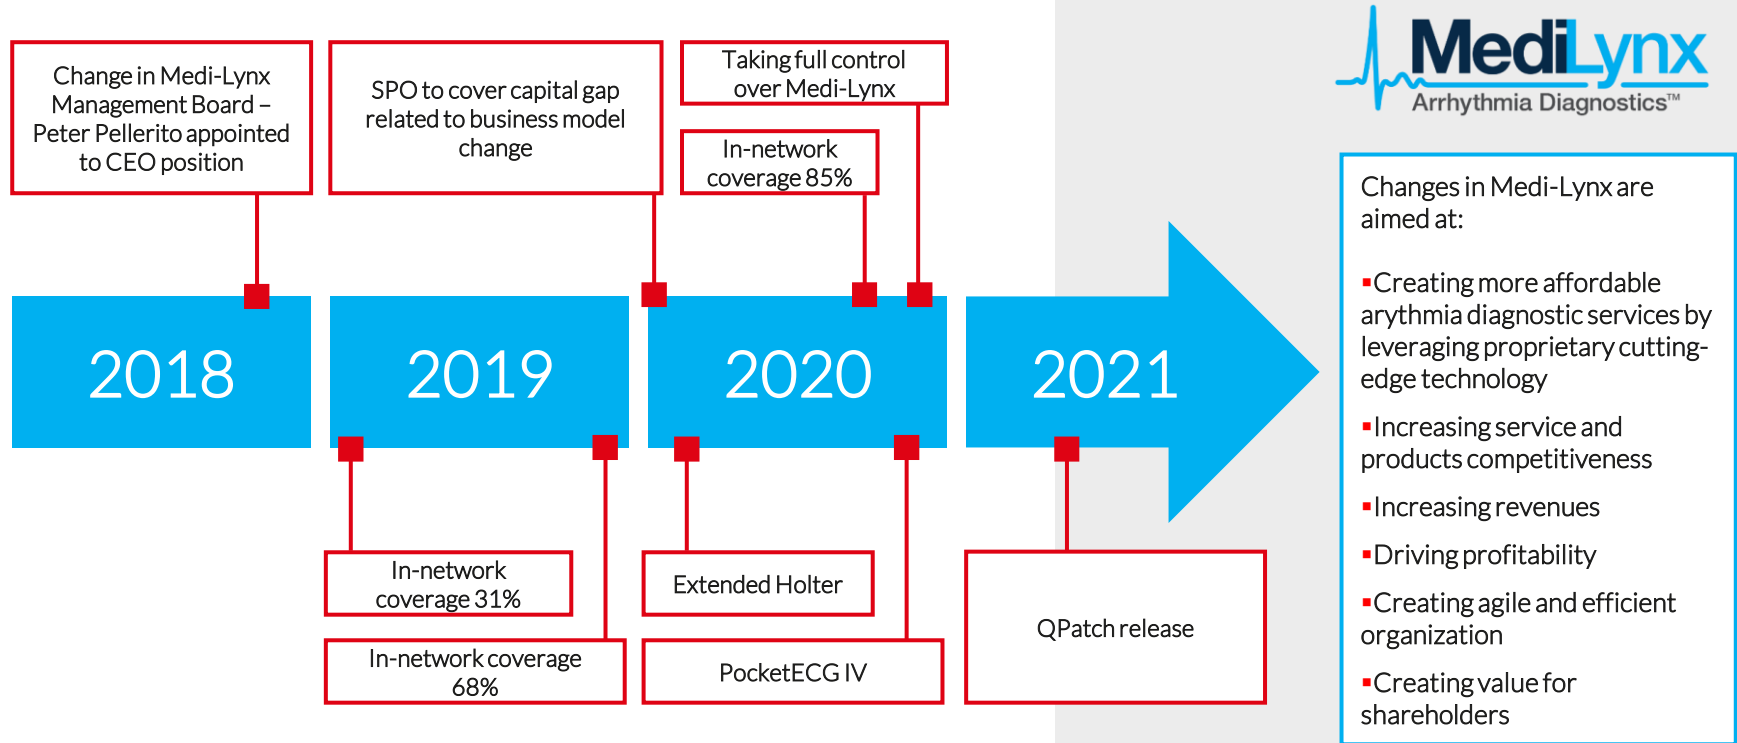 Change in Medi-Lynx
Management Board –
Peter Pellerito appointed
to CEO position
SPO to cover capital gap
related to business model
change
Taking full control
over Medi-Lynx
In-network
coverage 85%
2018
2019
2020
2021
In-network
coverage 31%
In-network coverage
68%
Extended Holter
PocketECG IV
QPatch release
MediLynx
Arrhythmia Diagnostics™
Changes in Medi-Lynx are
aimed at:
▪Creating more affordable
arythmia diagnostic services by
leveraging proprietary cutting-
edge technology
▪Increasing service and
products competitiveness
▪Increasing revenues
▪Driving profitability
▪Creating agile and efficient
organization
▪Creating value for
shareholders